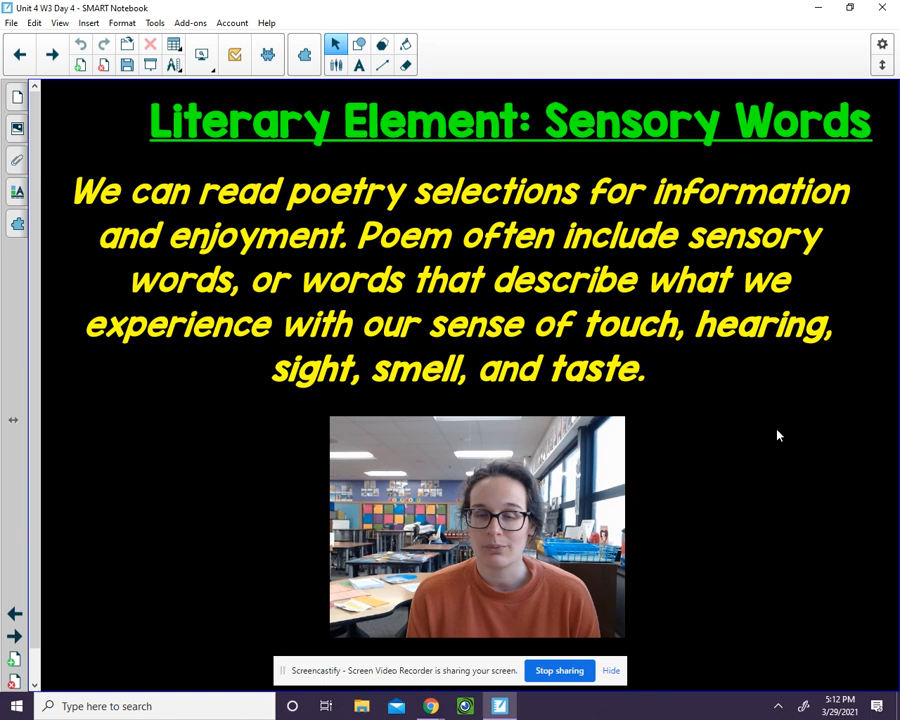 Unit 4 W3 Day 4 - SMART Notebook
File Edit View Insert Format Tools Add-ons Account Help
Literary Element: Sensory Words
We can read poetry selections for information
and enjoyment. Poem often include sensory
words, or words that describe what we
experience with our sense of touch, hearing,
sight, smell, and taste.
Screencastify - Screen Video Recorder is sharing your screen. Stop sharing Hide
Type here to search
5:12 PM
3/29/2021